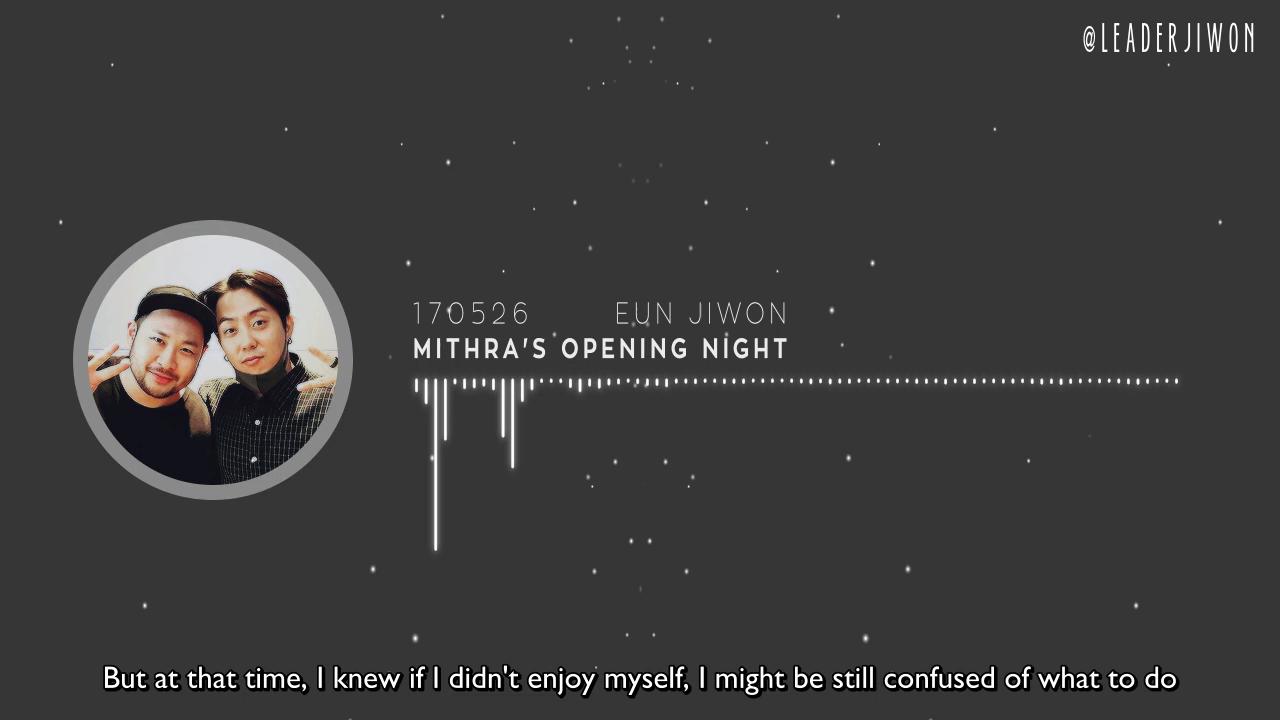 @LEADERJIWON
170526 EUN JIWON
MITHRA'S OPENING NIGHT
But at that time, I knew if I didn't enjoy myself, I might be still confused of what to do